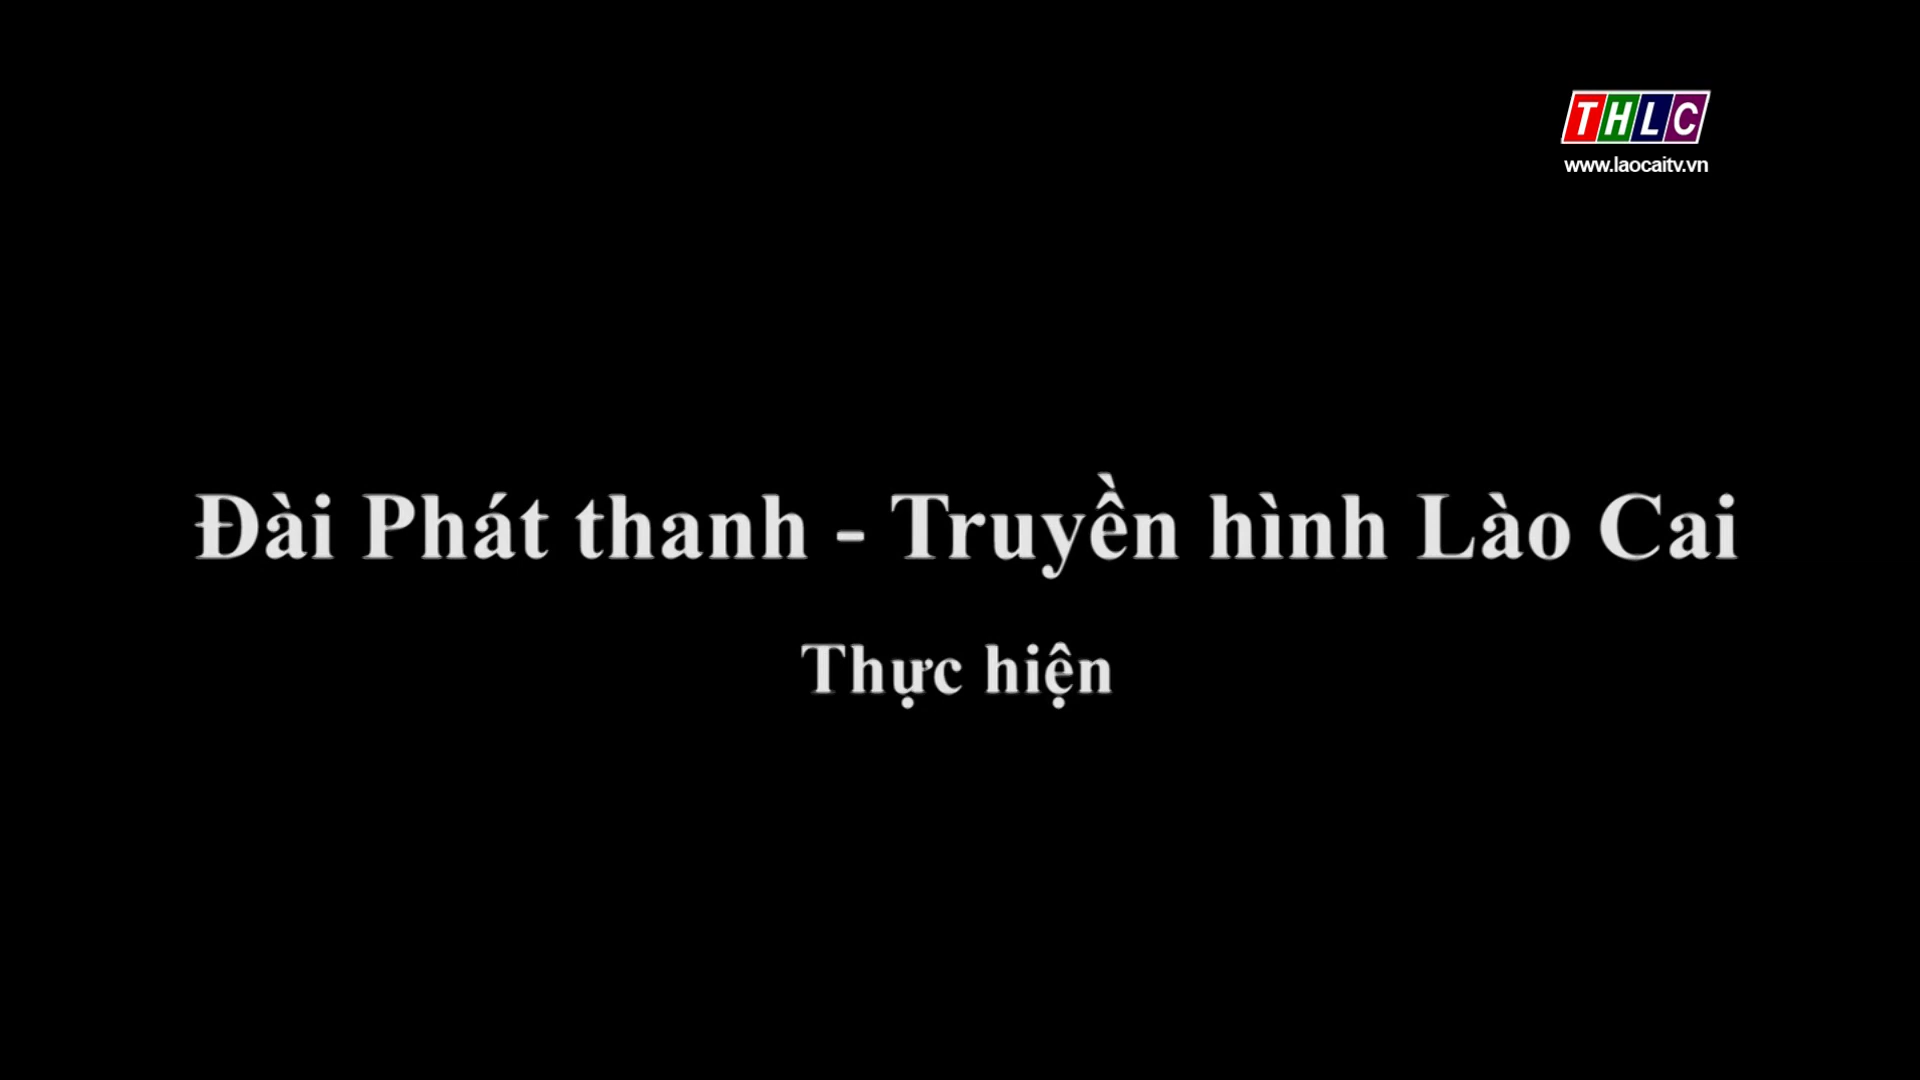 THLC
www.laocaitv.vn
Đài Phát thanh - Truyền hình Lào Cai
Thực hiện